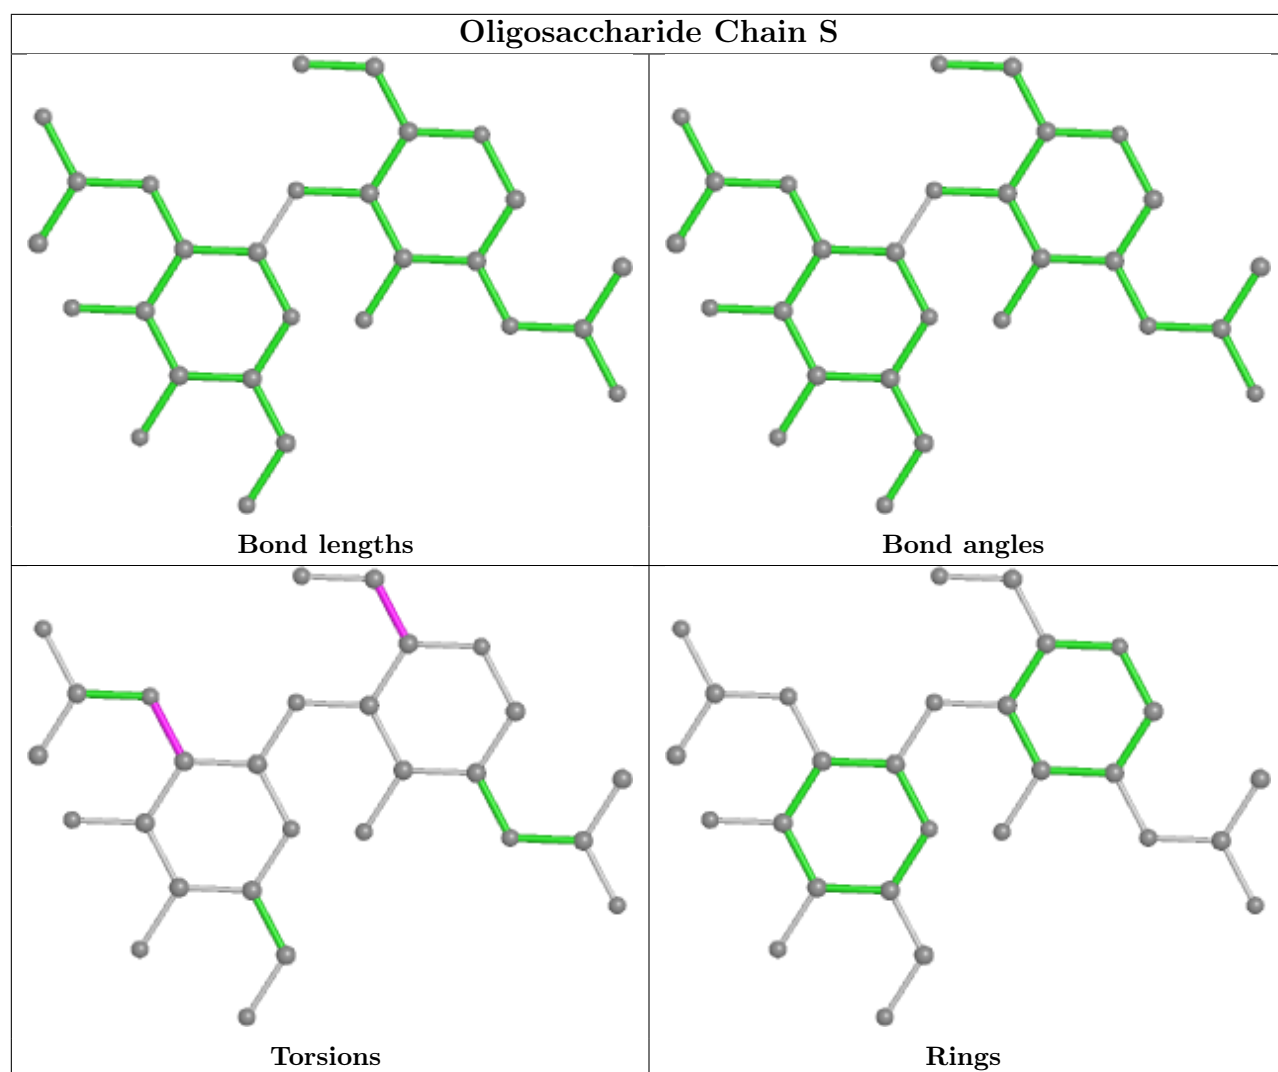 Oligosaccharide Chain S
Bond lengths
Bond angles
Torsions
Rings